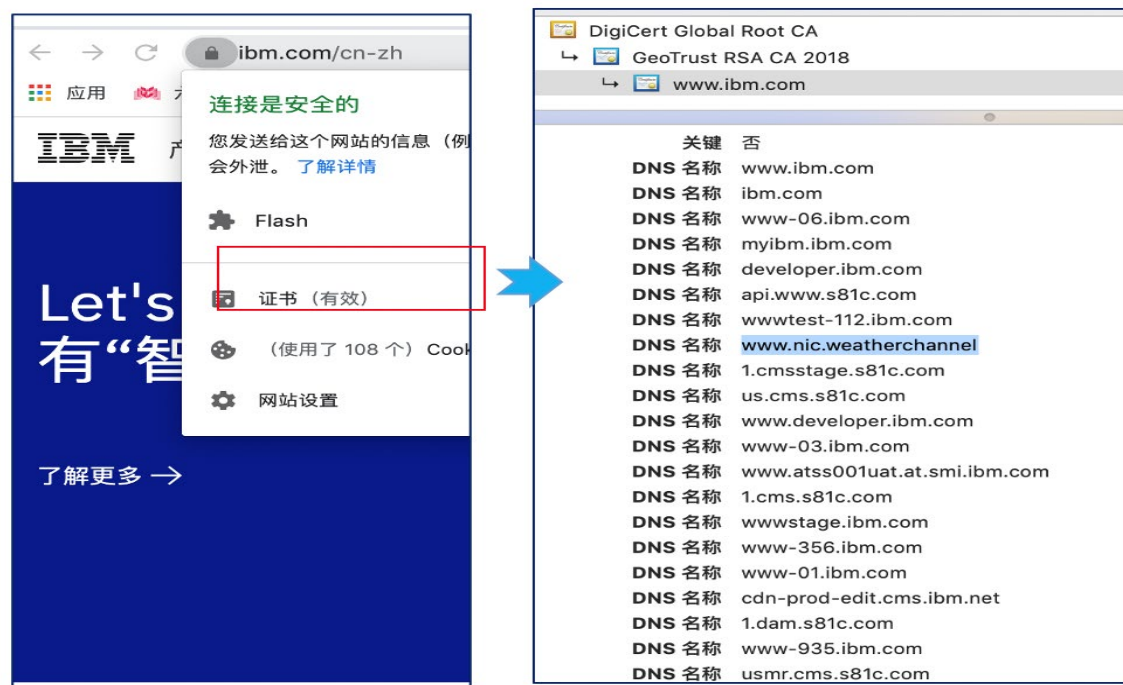 ibm.com/cn-zh
应用
连接是安全的
您发送给这个网站的信息（例
会外泄。 了解详情
IBM
Flash
证书（有效）
（使用了 108 个）Cook
网站设置
Let's
有“智
了解更多 →
DigiCert Global Root CA
GeoTrust RSA CA 2018
www.ibm.com
关键 否
DNS 名称 www.ibm.com
DNS 名称 ibm.com
DNS 名称 www-06.ibm.com
DNS 名称 myibm.ibm.com
DNS 名称 developer.ibm.com
DNS 名称 api.www.s81c.com
DNS 名称 wwwtest-112.ibm.com
DNS 名称 www.nic.weatherchannel
DNS 名称 1.cmsstage.s81c.com
DNS 名称 us.cms.s81c.com
DNS 名称 www.developer.ibm.com
DNS 名称 www-03.ibm.com
DNS 名称 www.atss001uat.at.smi.ibm.com
DNS 名称 1.cms.s81c.com
DNS 名称 wwwstage.ibm.com
DNS 名称 www-356.ibm.com
DNS 名称 www-01.ibm.com
DNS 名称 cdn-prod-edit.cms.ibm.net
DNS 名称 1.dam.s81c.com
DNS 名称 www-935.ibm.com
DNS 名称 usmr.cms.s81c.com